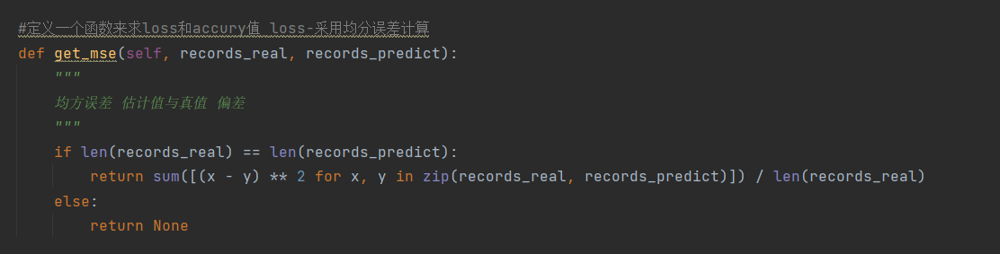 #定义一个函数来求loss和accury值 loss-采用均分误差计算
def get_mse(self, records_real, records_predict):
"""
均方误差 估计值与真值 偏差
"""
if len(records_real) == len(records_predict):
return sum([(x - y) ** 2 for x, y in zip(records_real, records_predict)]) / len(records_real)
else:
return None